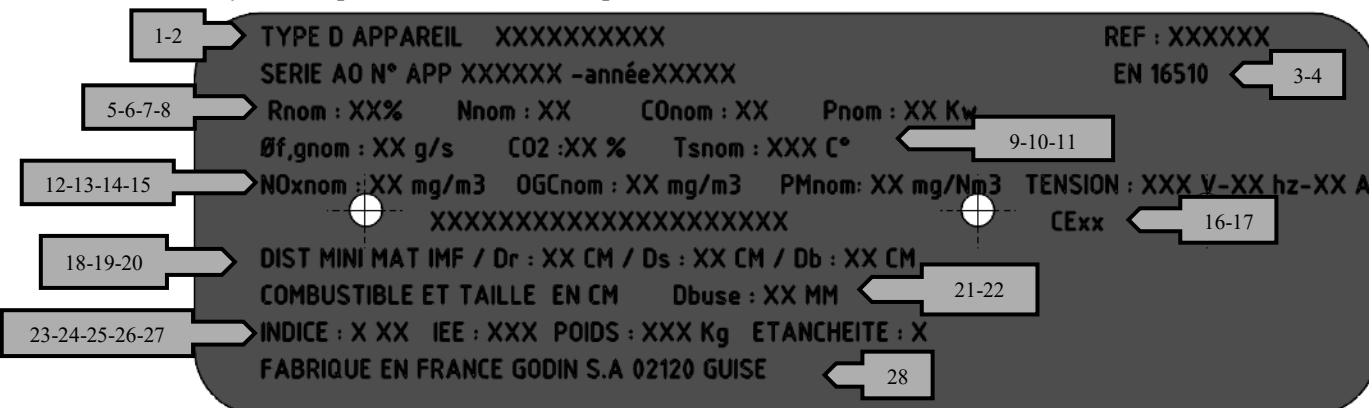 1-2 TYPE D APPAREIL XXXXXXXXXX REF : XXXXXX
SERIE AO N° APP XXXXXX -annéeXXXXX EN 16510 3-4
5-6-7-8 Rnom : XX% Nnom : XX COnom : XX Pnom : XX Kw
Øf,gnom : XX g/s CO2 :XX % Tsnom : XXX C° 9-10-11
12-13-14-15 NOxnom : XX mg/m3 OGCnom : XX mg/m3 PMnom: XX mg/Nm3 TENSION : XXX V-XX hz-XX A
XXXXXXXXXXXXXXXXXXXXX CExx 16-17
18-19-20 DIST MINI MAT IMF / Dr : XX CM / Ds : XX CM / Db : XX CM
COMBUSTIBLE ET TAILLE EN CM Dbuse : XX MM 21-22
23-24-25-26-27 INDICE : X XX IEE : XXX POIDS : XXX Kg ETANCHEITE : X
FABRIQUE EN FRANCE GODIN S.A 02120 GUISE 28